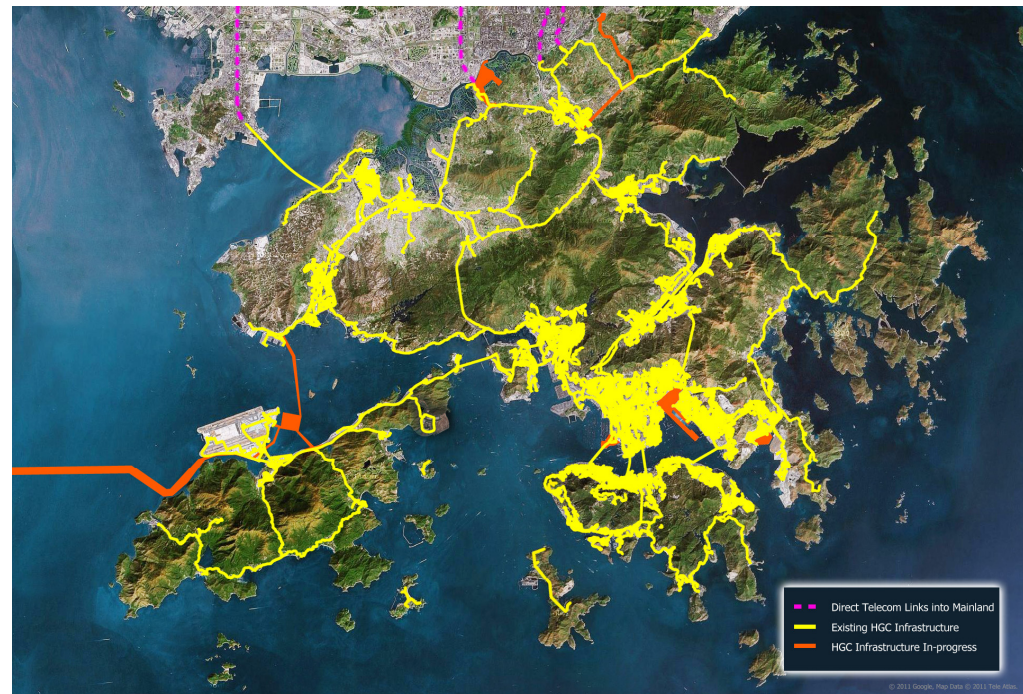 Direct Telecom Links into Mainland
Existing HGC Infrastructure
HGC Infrastructure In-progress
© 2011 Google, Map Data © 2011 Tele Atlas